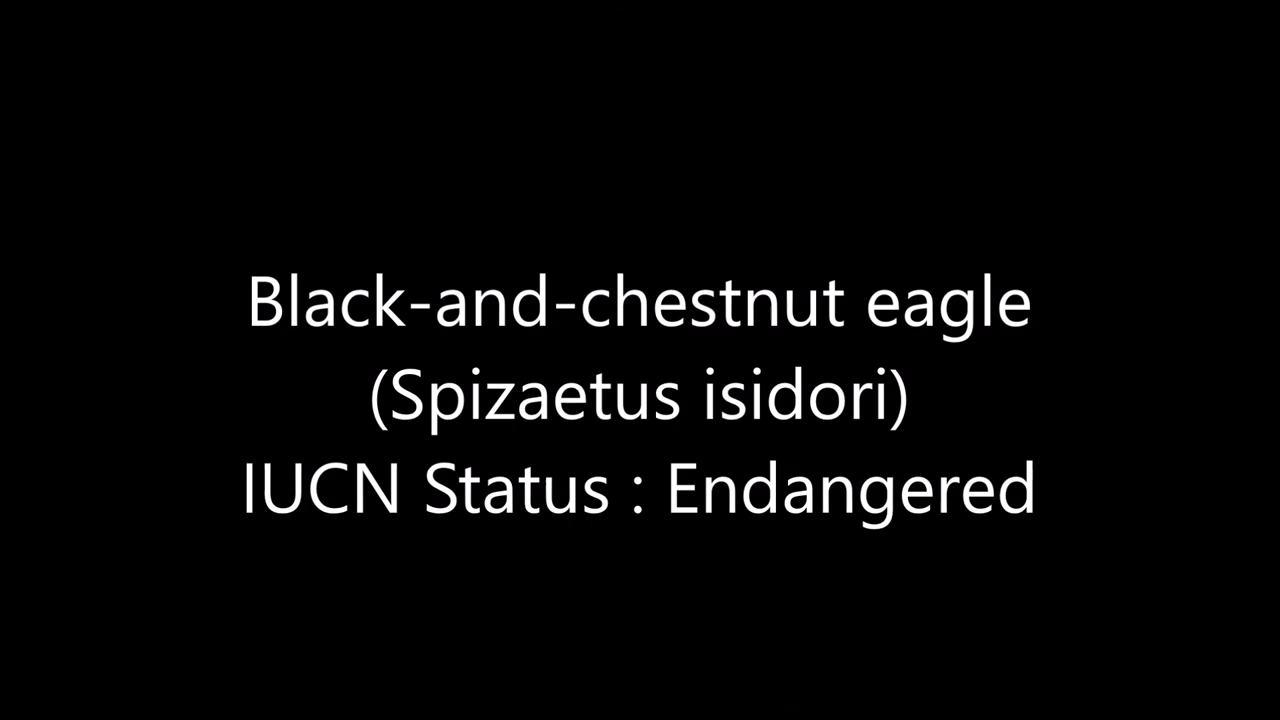 Black-and-chestnut eagle
(Spizaetus isidori)
IUCN Status : Endangered